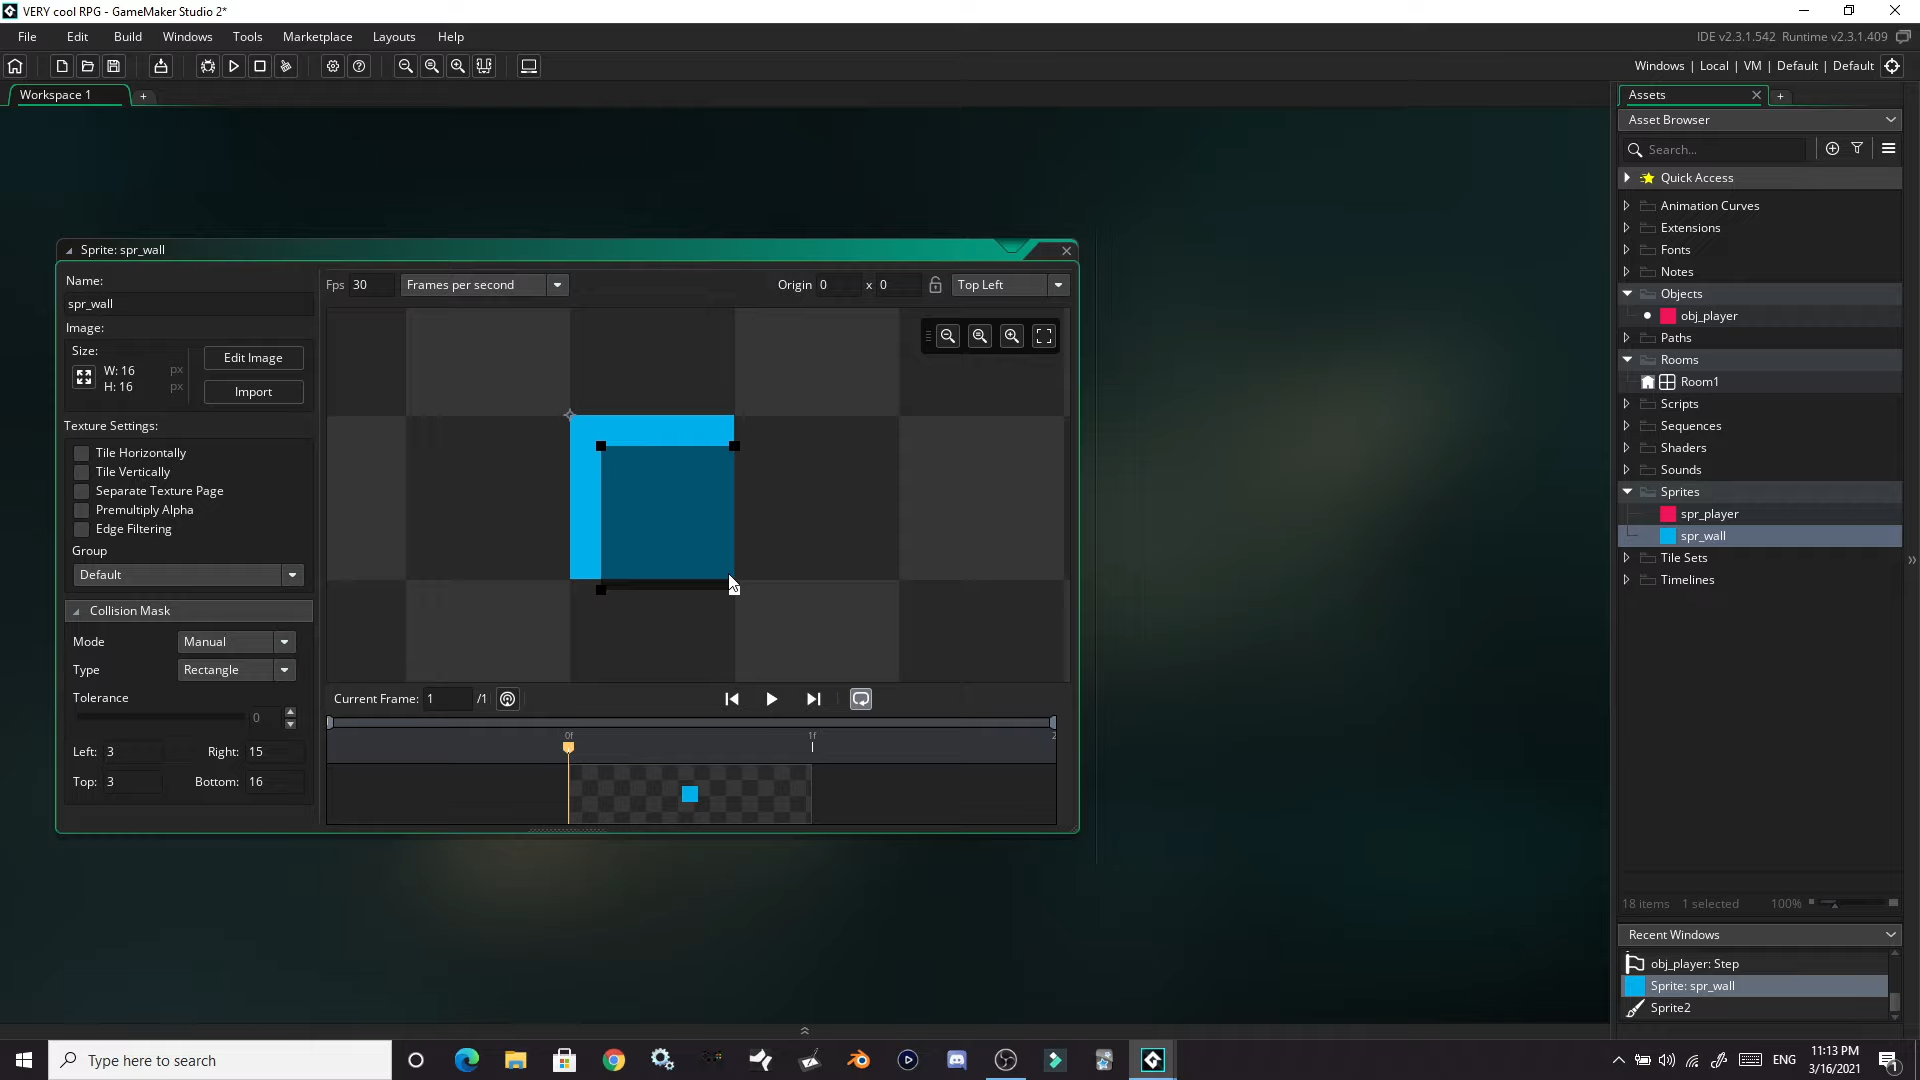 VERY cool RPG - GameMaker Studio 2*
File Edit Build Windows Tools Marketplace Layouts Help
IDE v2.3.1.542 Runtime v2.3.1.409
Windows | Local | VM | Default | Default
Workspace 1
Assets
Asset Browser
Search...
Quick Access
Animation Curves
Extensions
Fonts
Notes
Objects
obj_player
Paths
Rooms
Room1
Scripts
Sequences
Shaders
Sounds
Sprites
spr_player
spr_wall
Tile Sets
Timelines
18 items 1 selected 100%
Recent Windows
obj_player: Step
Sprite: spr_wall
Sprite2
Sprite: spr_wall
Name:
spr_wall
Image:
Size:
W: 16 px
H: 16 px
Edit Image
Import
Texture Settings:
Tile Horizontally
Tile Vertically
Separate Texture Page
Premultiply Alpha
Edge Filtering
Group
Default
Collision Mask
Mode Manual
Type Rectangle
Tolerance
0
Left: 3 Right: 15
Top: 3 Bottom: 16
Fps 30 Frames per second
Origin 0 x 0 Top Left
Current Frame: 1 /1
0f 1f 2
Type here to search
ENG
11:13 PM
3/16/2021
1